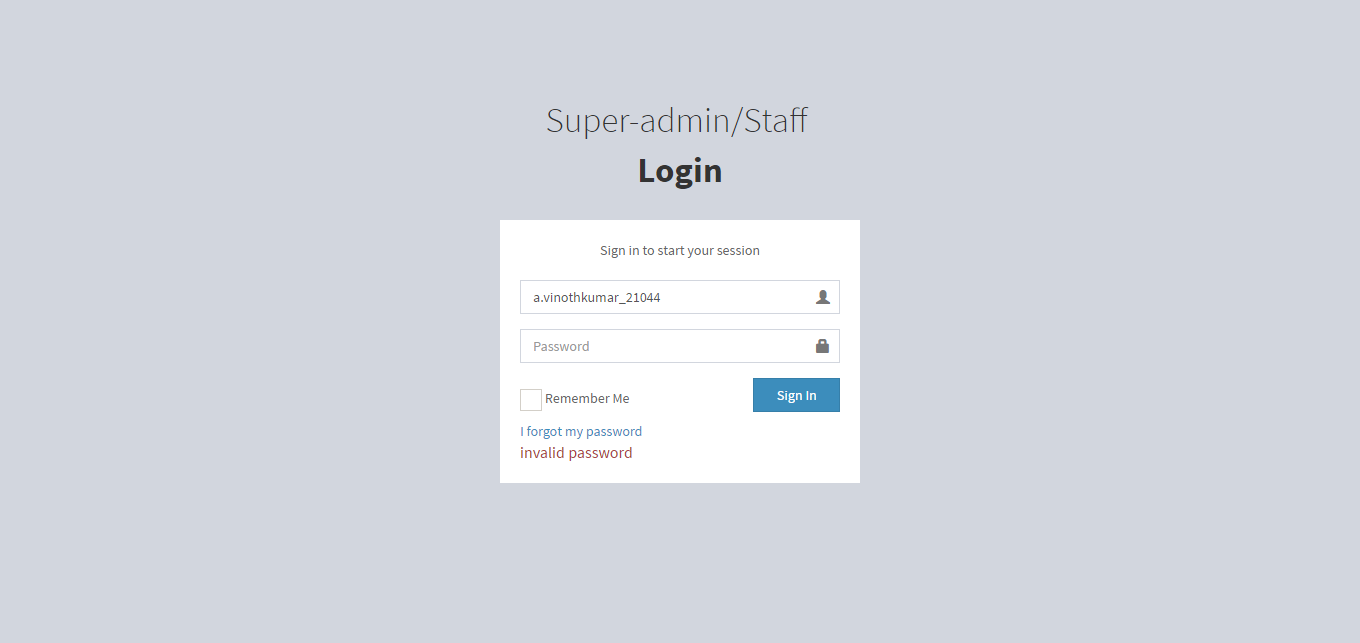 Super-admin/Staff
Login
Sign in to start your session
a.vinothkumar_21044
Password
Remember Me
Sign In
I forgot my password
invalid password